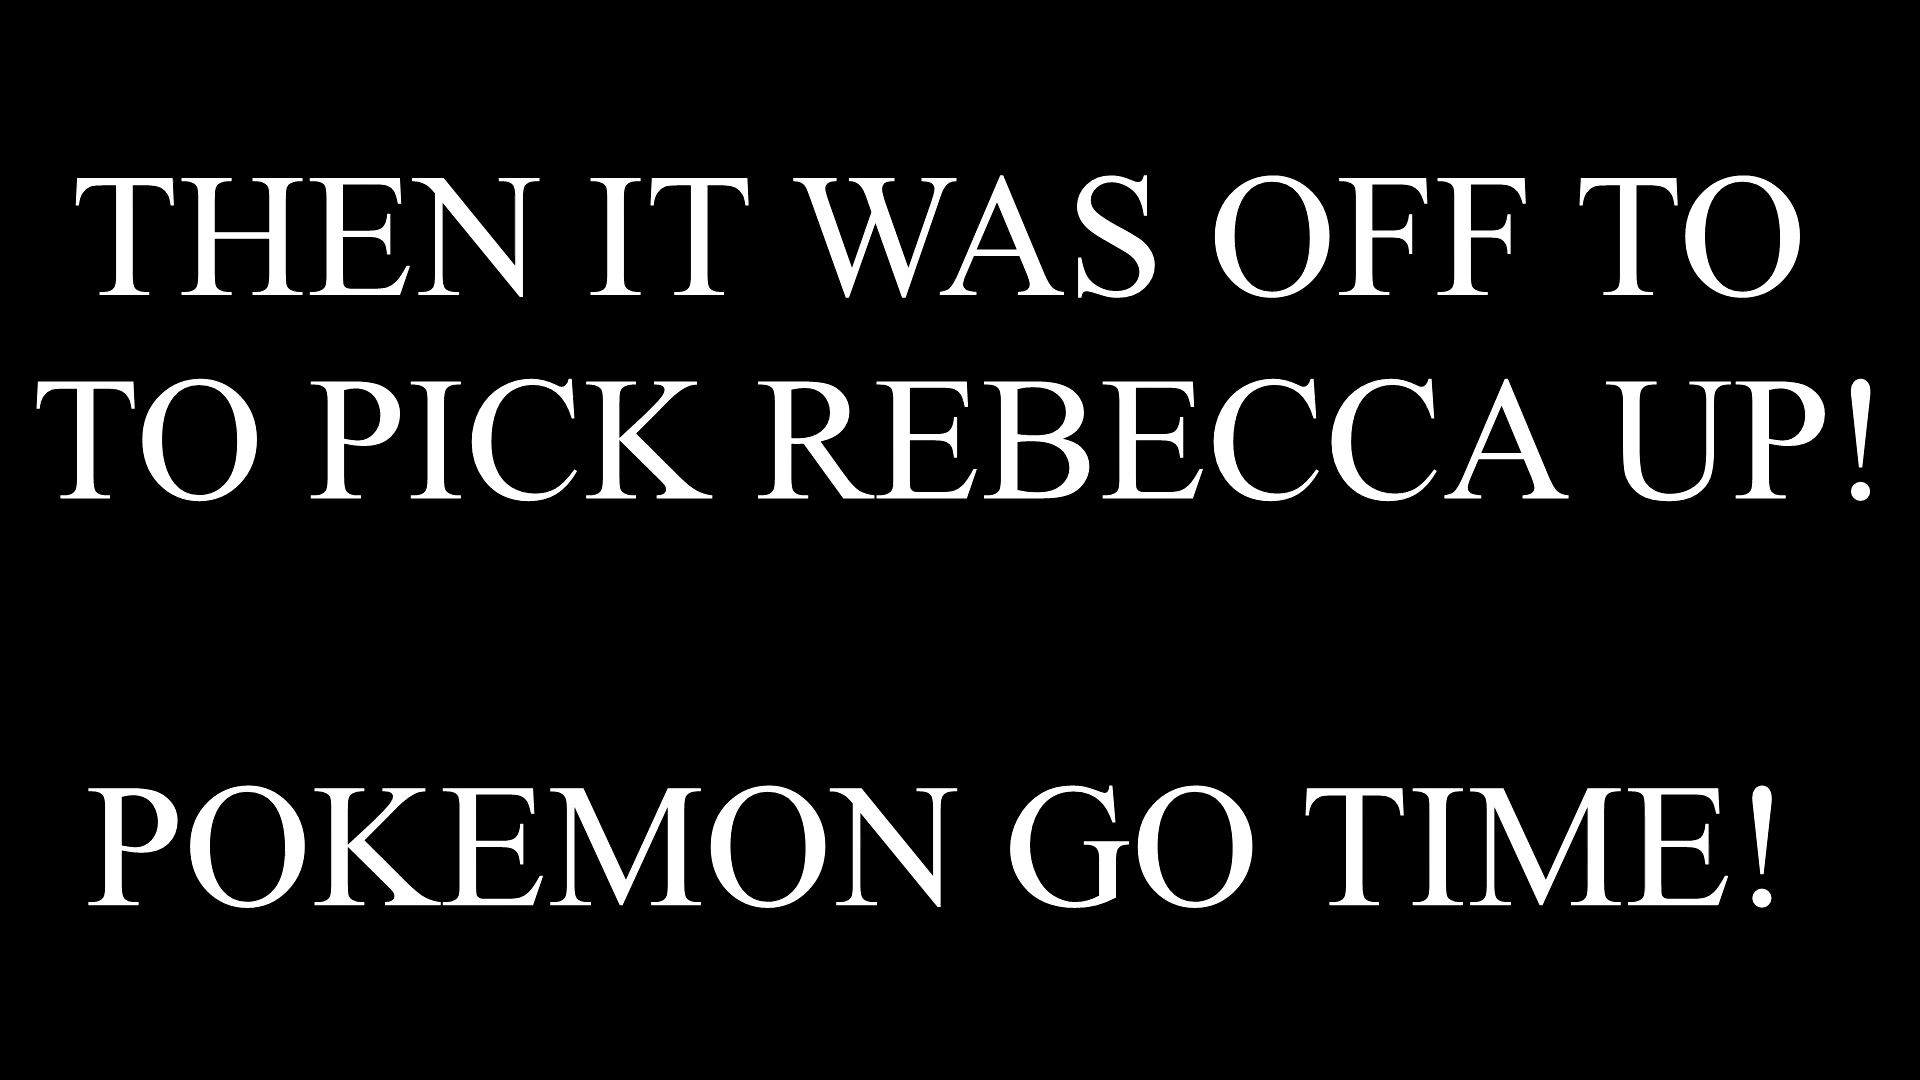 THEN IT WAS OFF TO
TO PICK REBECCA UP!
POKEMON GO TIME!